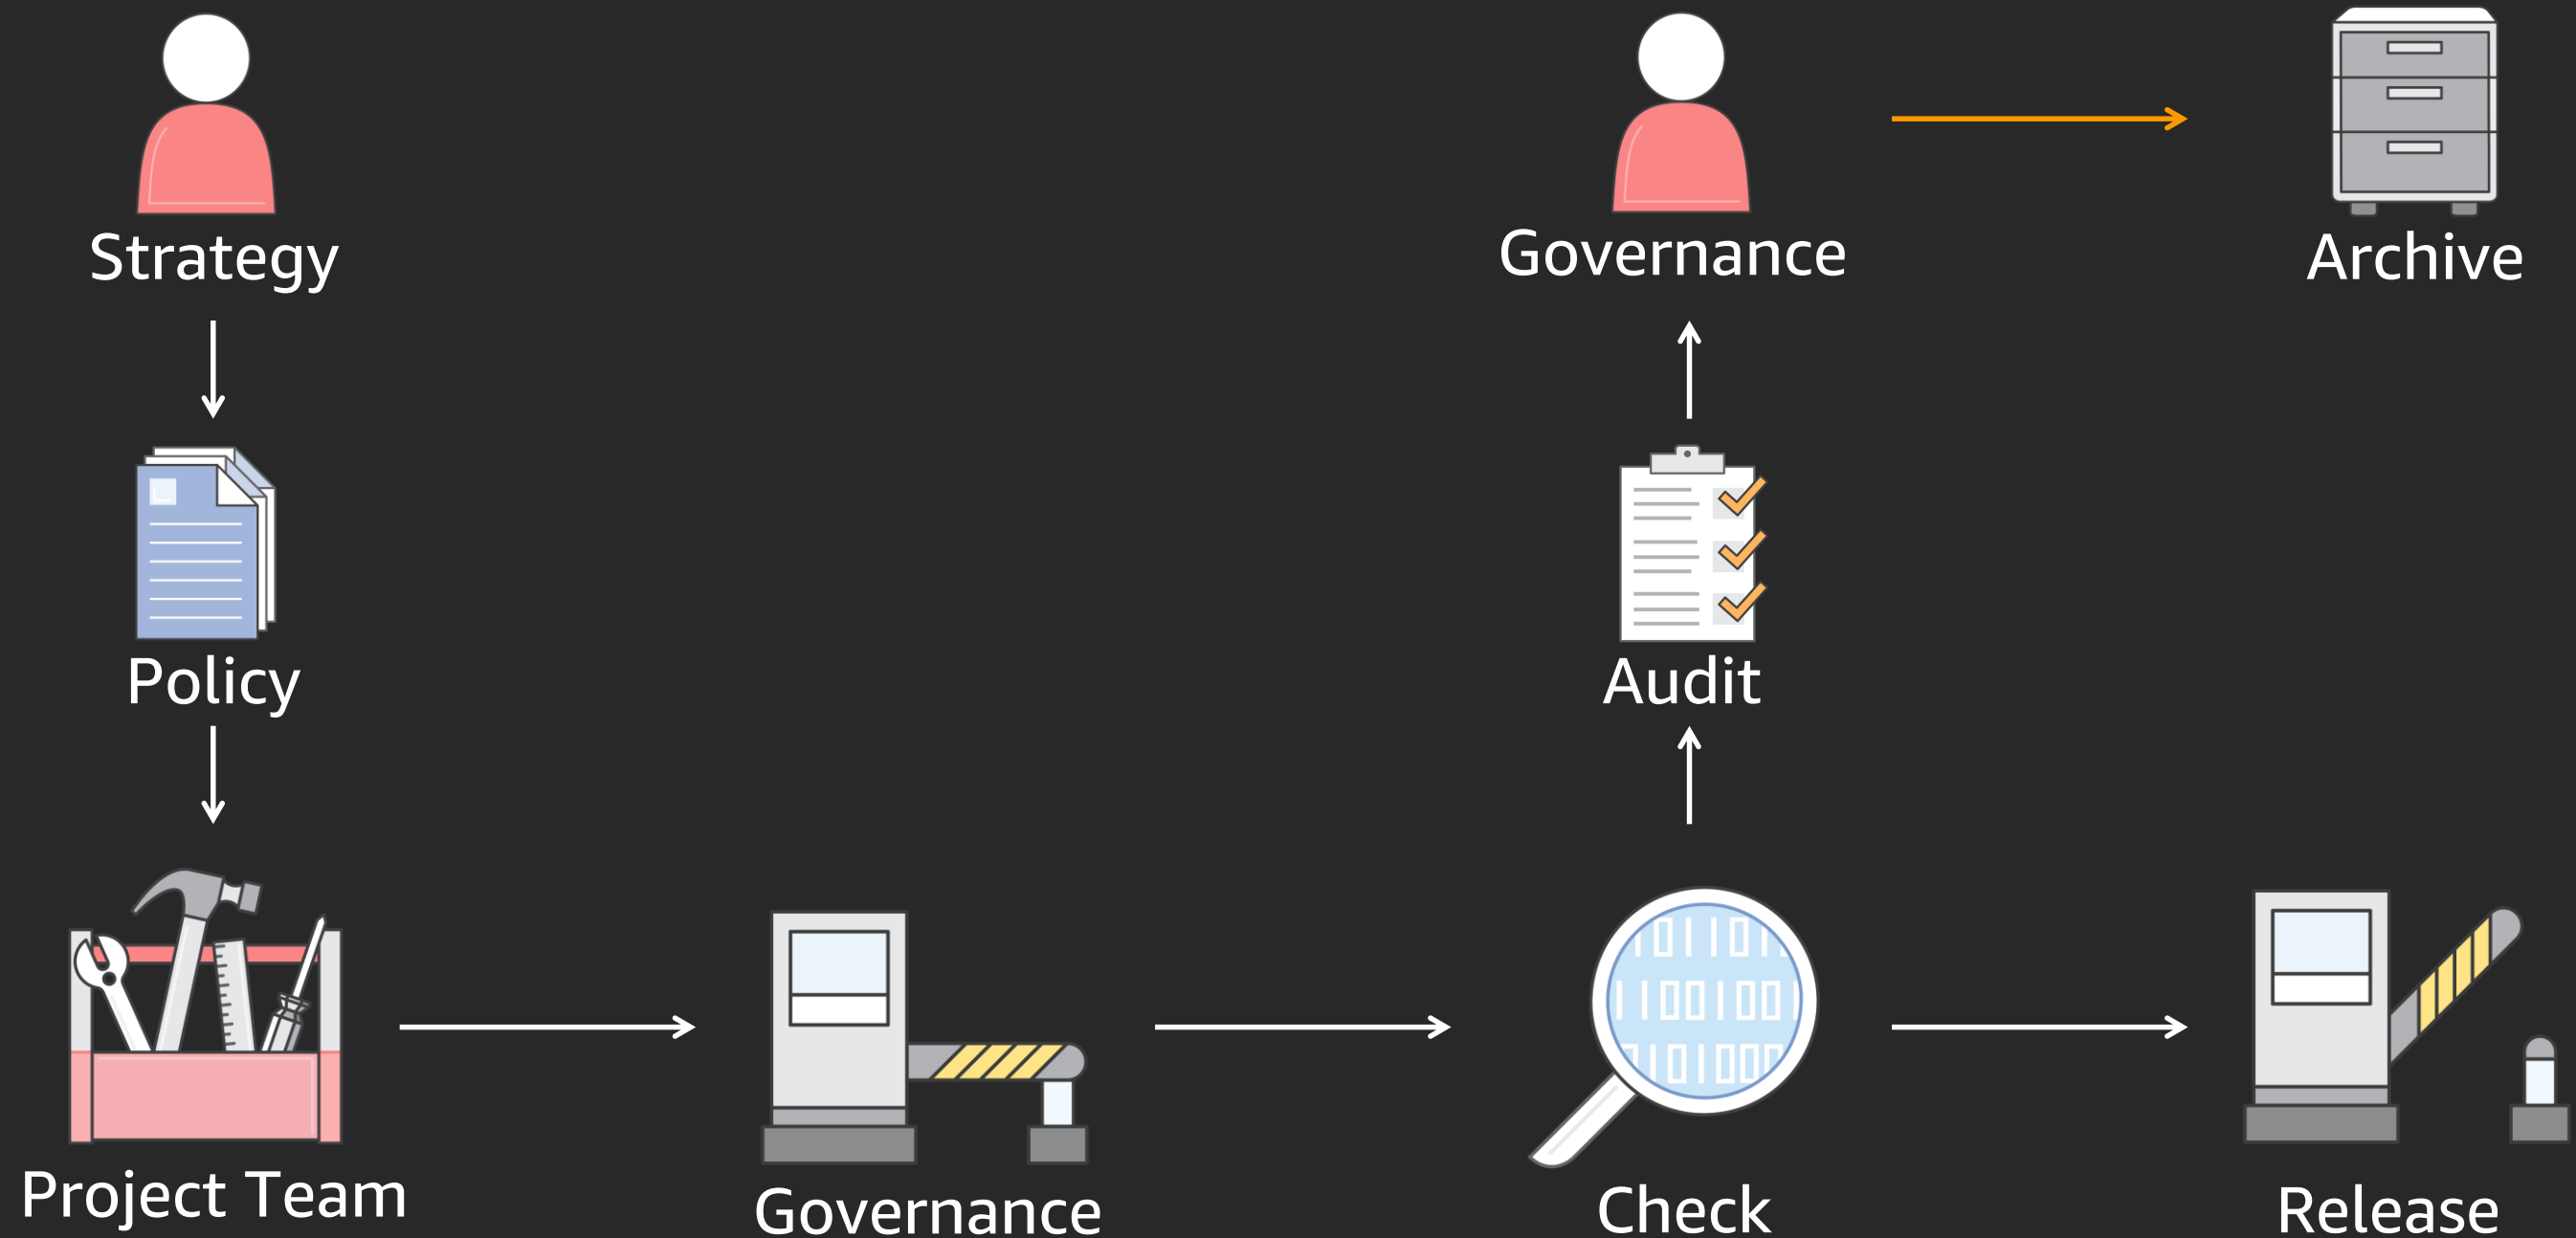 Strategy
Governance
Archive
Policy
Audit
Project Team
Governance
Check
Release